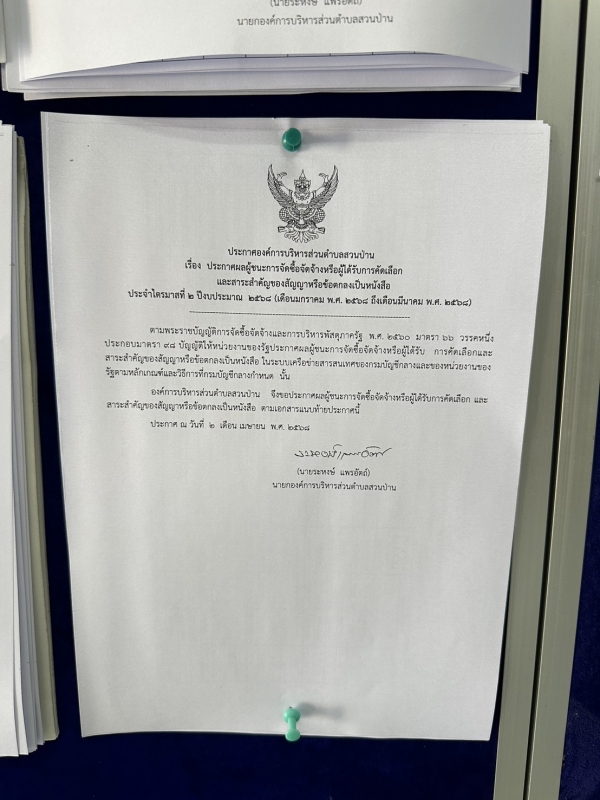 (นายระหงษ์ แพรอัตถ์)
นายกองค์การบริหารส่วนตำบลสวนป่าน
ประกาศองค์การบริหารส่วนตำบลสวนป่าน
เรื่อง ประกาศผลผู้ชนะการจัดซื้อจัดจ้างหรือผู้ได้รับการคัดเลือก
และสาระสำคัญของสัญญาหรือข้อตกลงเป็นหนังสือ
ประจำไตรมาสที่ ๒ ปีงบประมาณ ๒๕๖๘ (เดือนมกราคม พ.ศ. ๒๕๖๘ ถึงเดือนมีนาคม พ.ศ. ๒๕๖๘)
ตามพระราชบัญญัติการจัดซื้อจัดจ้างและการบริหารพัสดุภาครัฐ พ.ศ. ๒๕๖๐ มาตรา ๖๖ วรรคหนึ่ง
ประกอบมาตรา ๙๘ บัญญัติให้หน่วยงานของรัฐประกาศผลผู้ชนะการจัดซื้อจัดจ้างหรือผู้ได้รับ การคัดเลือกและ
สาระสำคัญของสัญญาหรือข้อตกลงเป็นหนังสือ ในระบบเครือข่ายสารสนเทศของกรมบัญชีกลางและของหน่วยงานของ
รัฐตามหลักเกณฑ์และวิธีการที่กรมบัญชีกลางกำหนด นั้น
องค์การบริหารส่วนตำบลสวนป่าน จึงขอประกาศผลผู้ชนะการจัดซื้อจัดจ้างหรือผู้ได้รับการคัดเลือก และ
สาระสำคัญของสัญญาหรือข้อตกลงเป็นหนังสือ ตามเอกสารแนบท้ายประกาศนี้
ประกาศ ณ วันที่ ๒ เดือน เมษายน พ.ศ. ๒๕๖๘
(นายระหงษ์ แพรอัตถ์)
นายกองค์การบริหารส่วนตำบลสวนป่าน